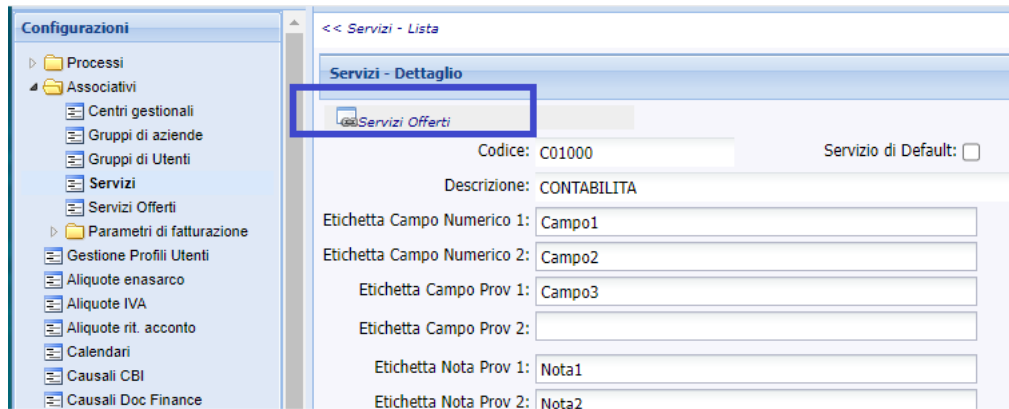 Configurazioni
Processi
Associativi
Centri gestionali
Gruppi di aziende
Gruppi di Utenti
Servizi
Servizi Offerti
Parametri di fatturazione
Gestione Profili Utenti
Aliquote enasarco
Aliquote IVA
Aliquote rit. acconto
Calendari
Causali CBI
Causali Doc Finance
<< Servizi - Lista
Servizi - Dettaglio
Servizi Offerti
Codice: C01000 Servizio di Default:
Descrizione: CONTABILITA
Etichetta Campo Numerico 1: Campo1
Etichetta Campo Numerico 2: Campo2
Etichetta Campo Prov 1: Campo3
Etichetta Campo Prov 2:
Etichetta Nota Prov 1: Nota1
Etichetta Nota Prov 2: Nota2